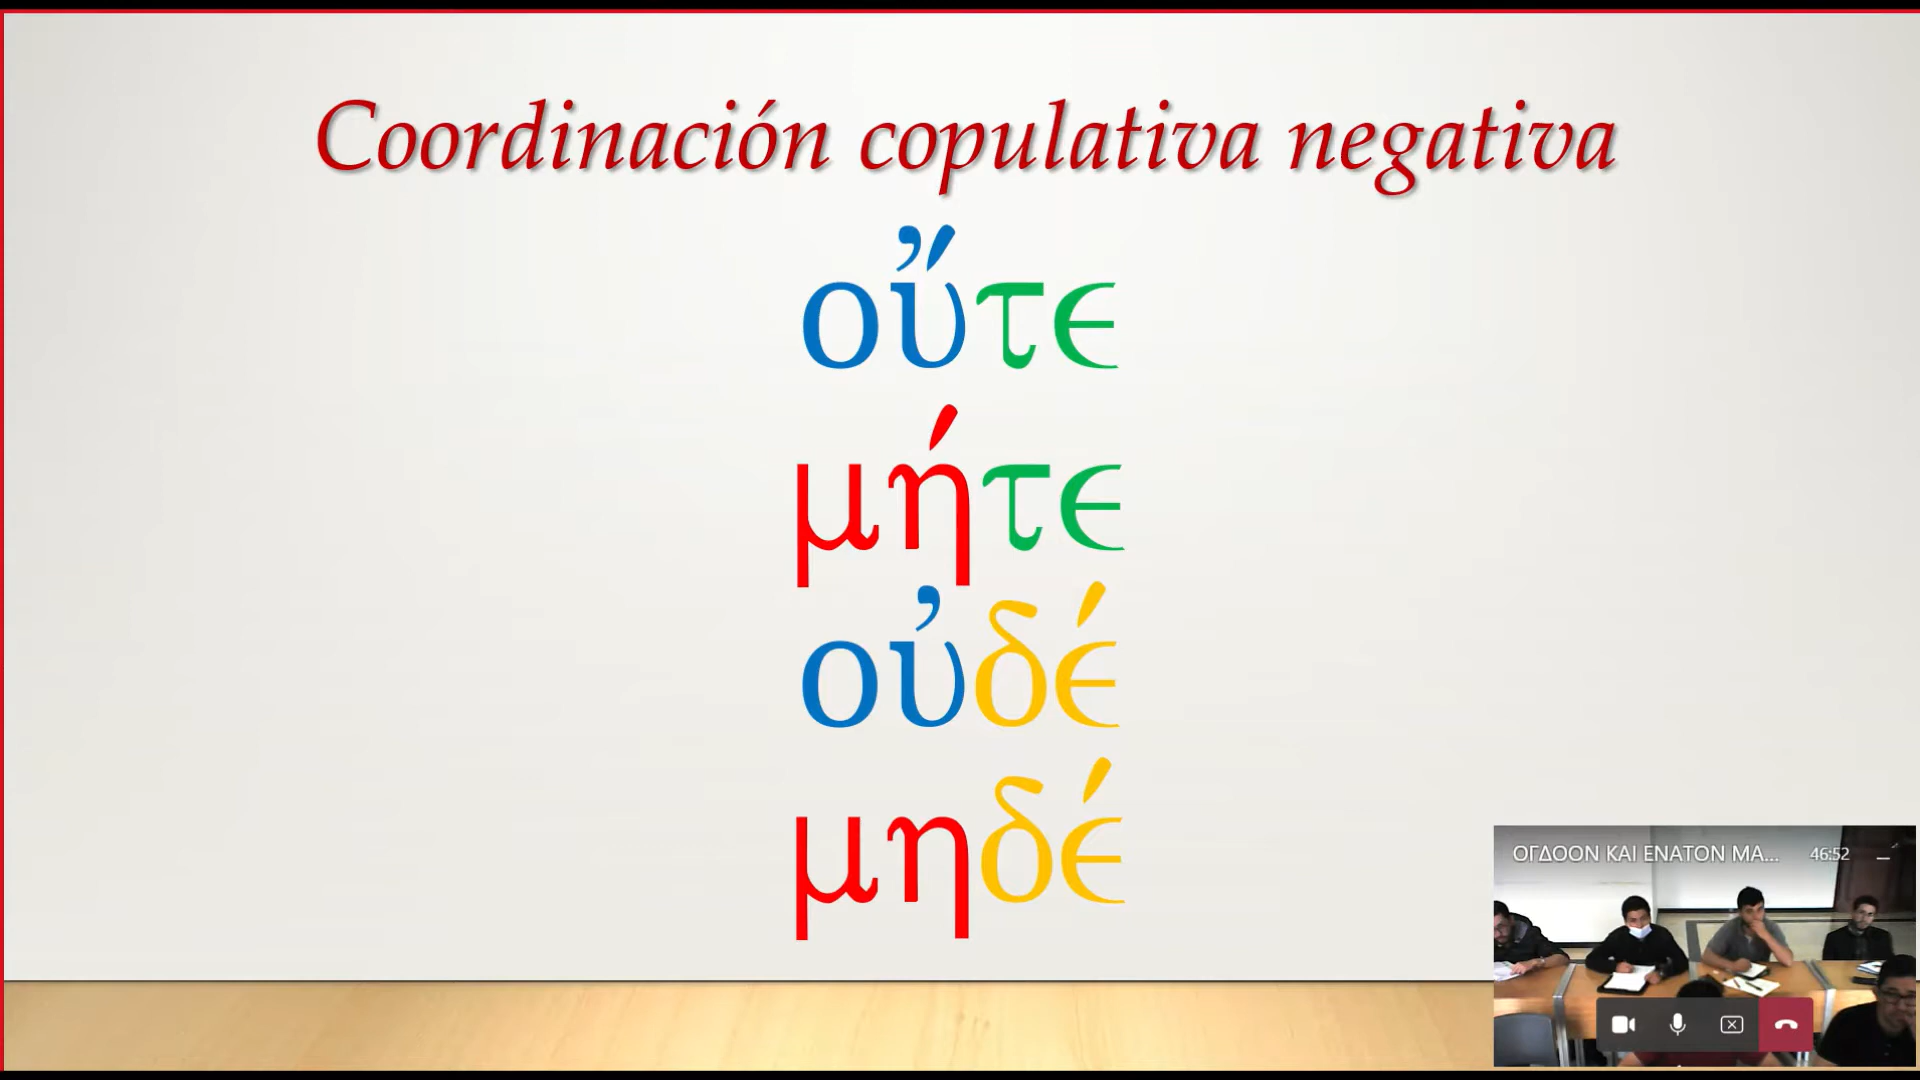 Coordinación copulativa negativa
οὔτε
μήτε
οὐδέ
μηδέ
ΟΓΔΟΟΝ ΚΑΙ ΕΝΑΤΟΝ ΜΑ... 46:52